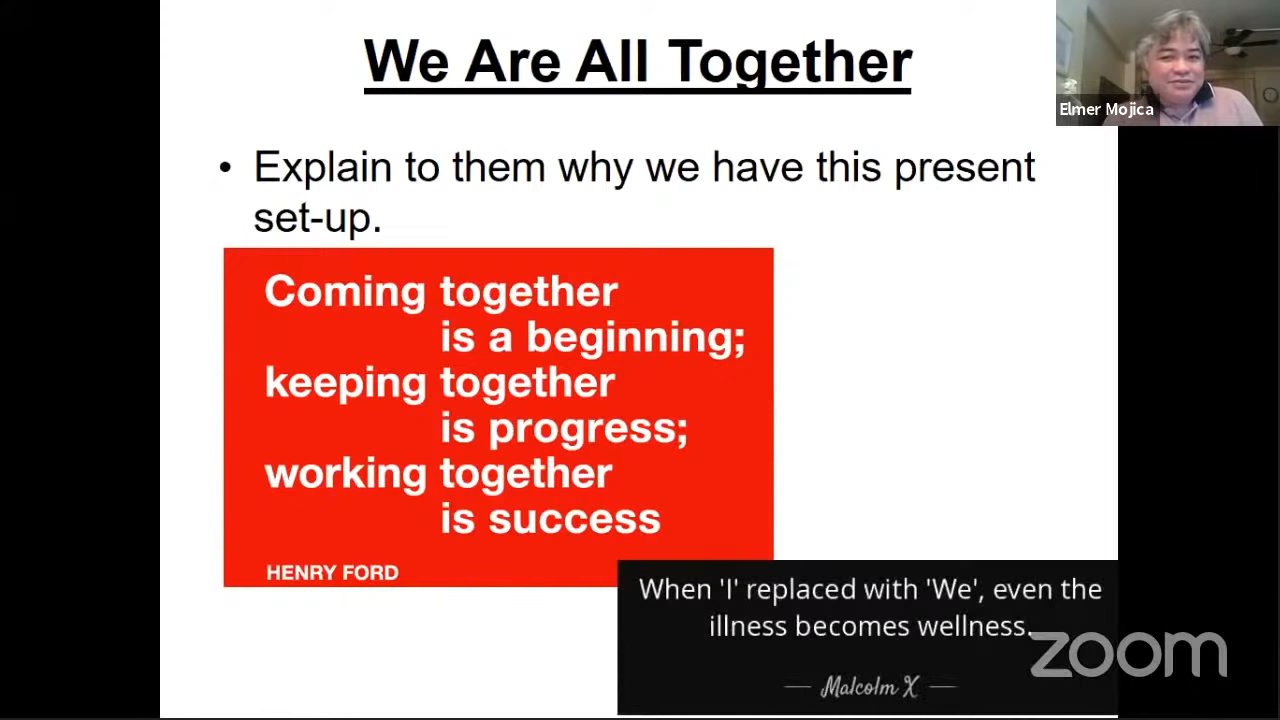 We Are All Together
Elmer Mojica
• Explain to them why we have this present
set-up.
Coming together
is a beginning;
keeping together
is progress;
working together
is success
HENRY FORD
When 'I' replaced with 'We', even the
illness becomes wellness.
Malcolm X
zoom